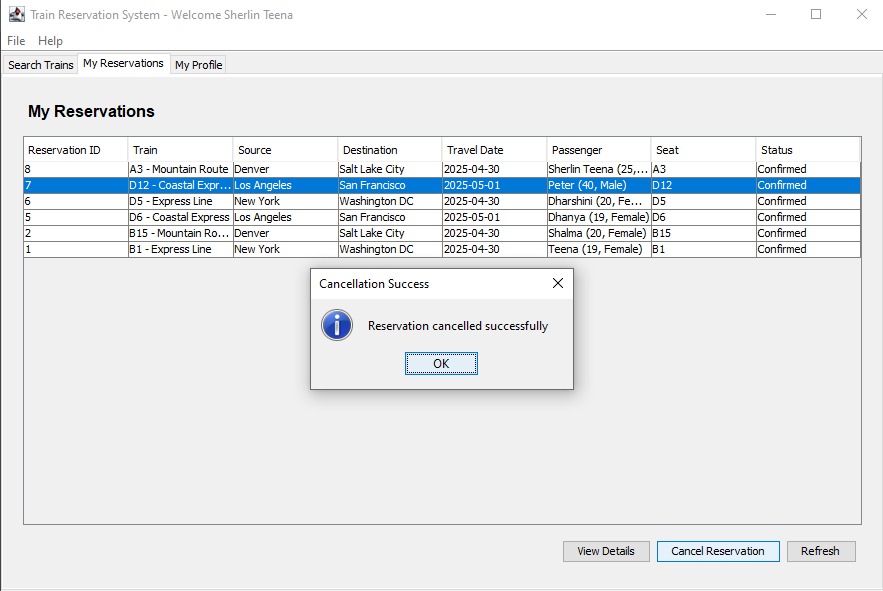 Train Reservation System - Welcome Sherlin Teena
File Help
Search Trains My Reservations My Profile
My Reservations
Reservation ID Train Source Destination Travel Date Passenger Seat Status
8 A3 - Mountain Route Denver Salt Lake City 2025-04-30 Sherlin Teena (25,... A3 Confirmed
7 D12 - Coastal Expr... Los Angeles San Francisco 2025-05-01 Peter (40, Male) D12 Confirmed
6 D5 - Express Line New York Washington DC 2025-04-30 Dharshini (20, Fe... D5 Confirmed
5 D6 - Coastal Express Los Angeles San Francisco 2025-05-01 Dhanya (19, Female) D6 Confirmed
2 B15 - Mountain Ro... Denver Salt Lake City 2025-04-30 Shalma (20, Female) B15 Confirmed
1 B1 - Express Line New York Washington DC 2025-04-30 Teena (19, Female) B1 Confirmed
Cancellation Success
Reservation cancelled successfully
OK
View Details Cancel Reservation Refresh